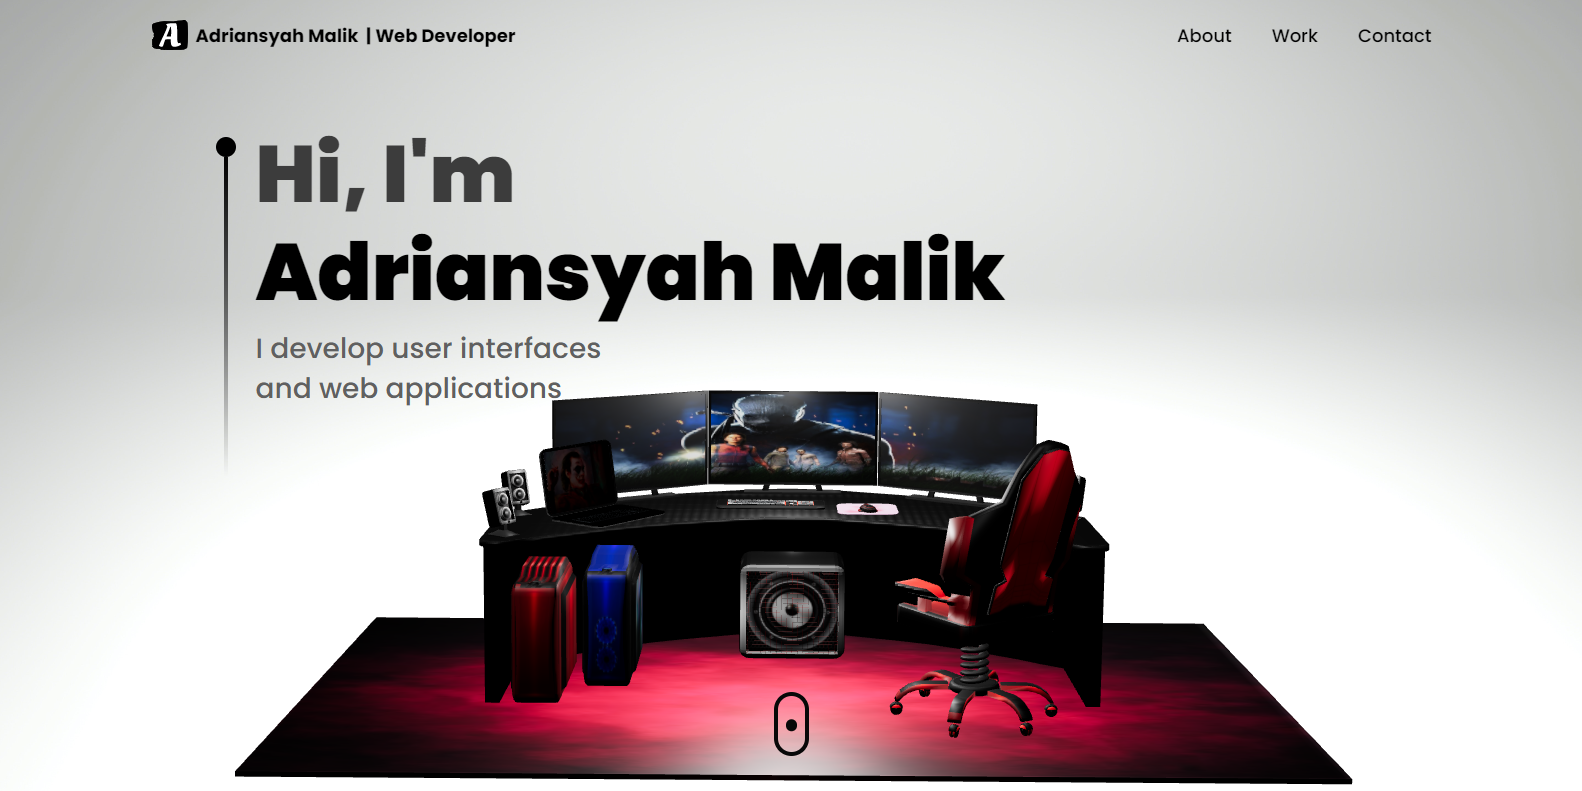 A
Adriansyah Malik | Web Developer
About
Work
Contact
Hi, I'm
Adriansyah Malik
I develop user interfaces
and web applications